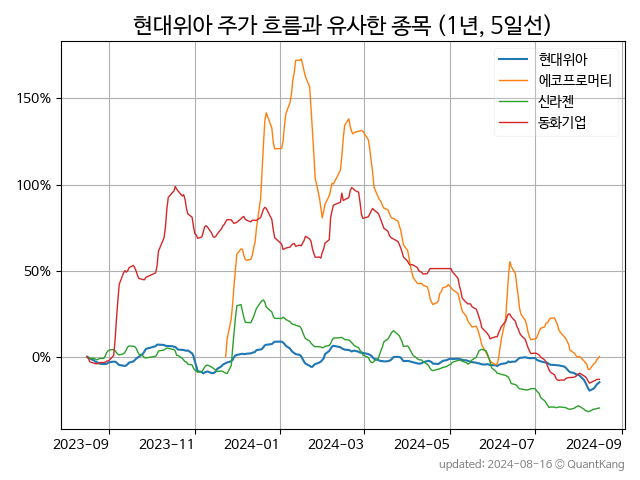 현대위아 주가 흐름과 유사한 종목 (1년, 5일선)
현대위아
에코프로머티
신라젠
동화기업
150%
100%
50%
0%
2023-09 2023-11 2024-01 2024-03 2024-05 2024-07 2024-09
updated: 2024-08-16 © QuantKang